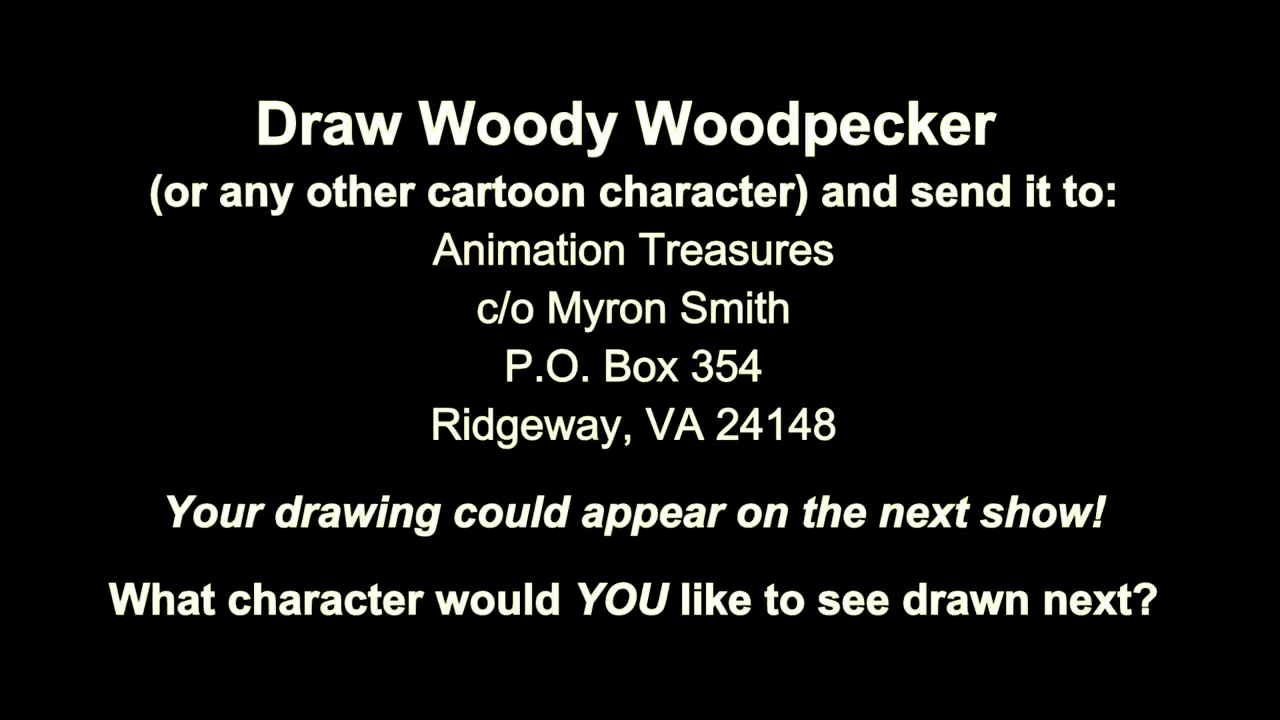 Draw Woody Woodpecker
(or any other cartoon character) and send it to:
Animation Treasures
c/o Myron Smith
P.O. Box 354
Ridgeway, VA 24148
Your drawing could appear on the next show!
What character would YOU like to see drawn next?